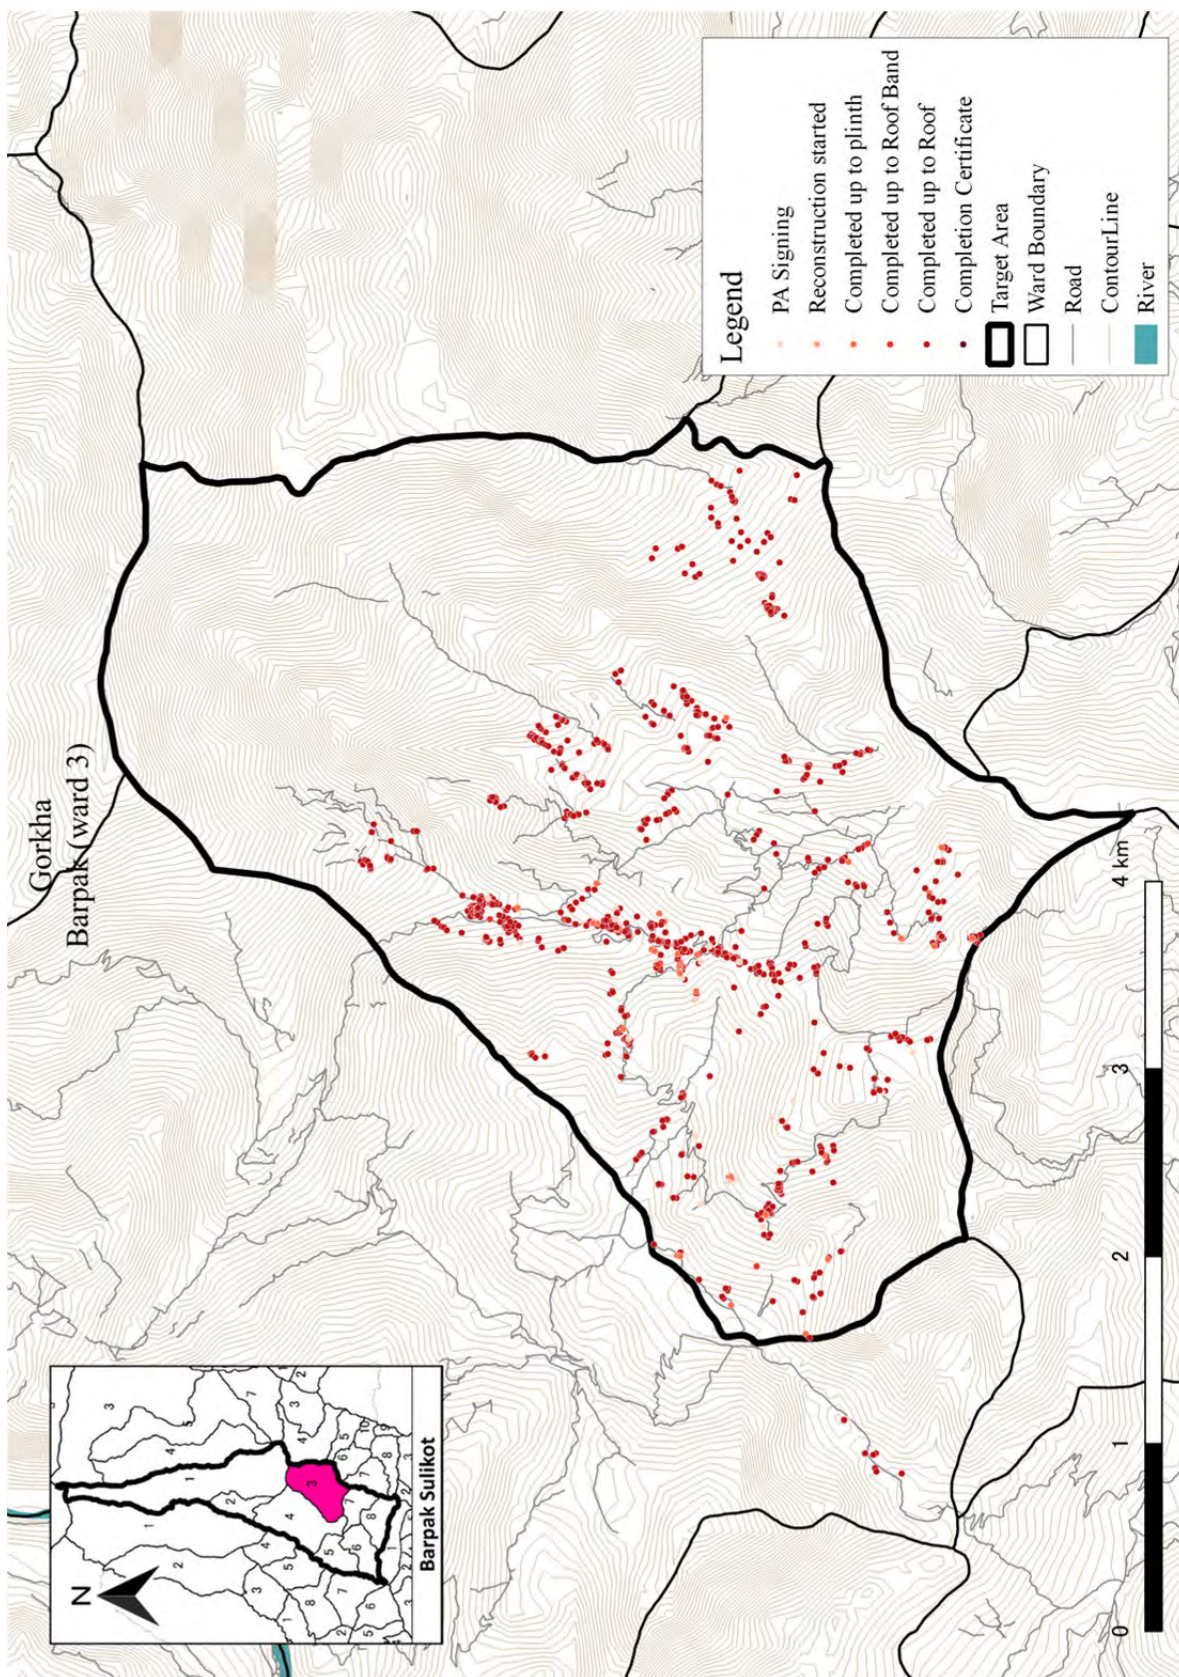 Gorkha
Barpak (ward 3)
Legend
PA Signing
Reconstruction started
Completed up to plinth
Completed up to Roof Band
Completed up to Roof
Completion Certificate
Target Area
Ward Boundary
Road
ContourLine
River
N
Barpak Sulikot
0 1 2 3 4 km